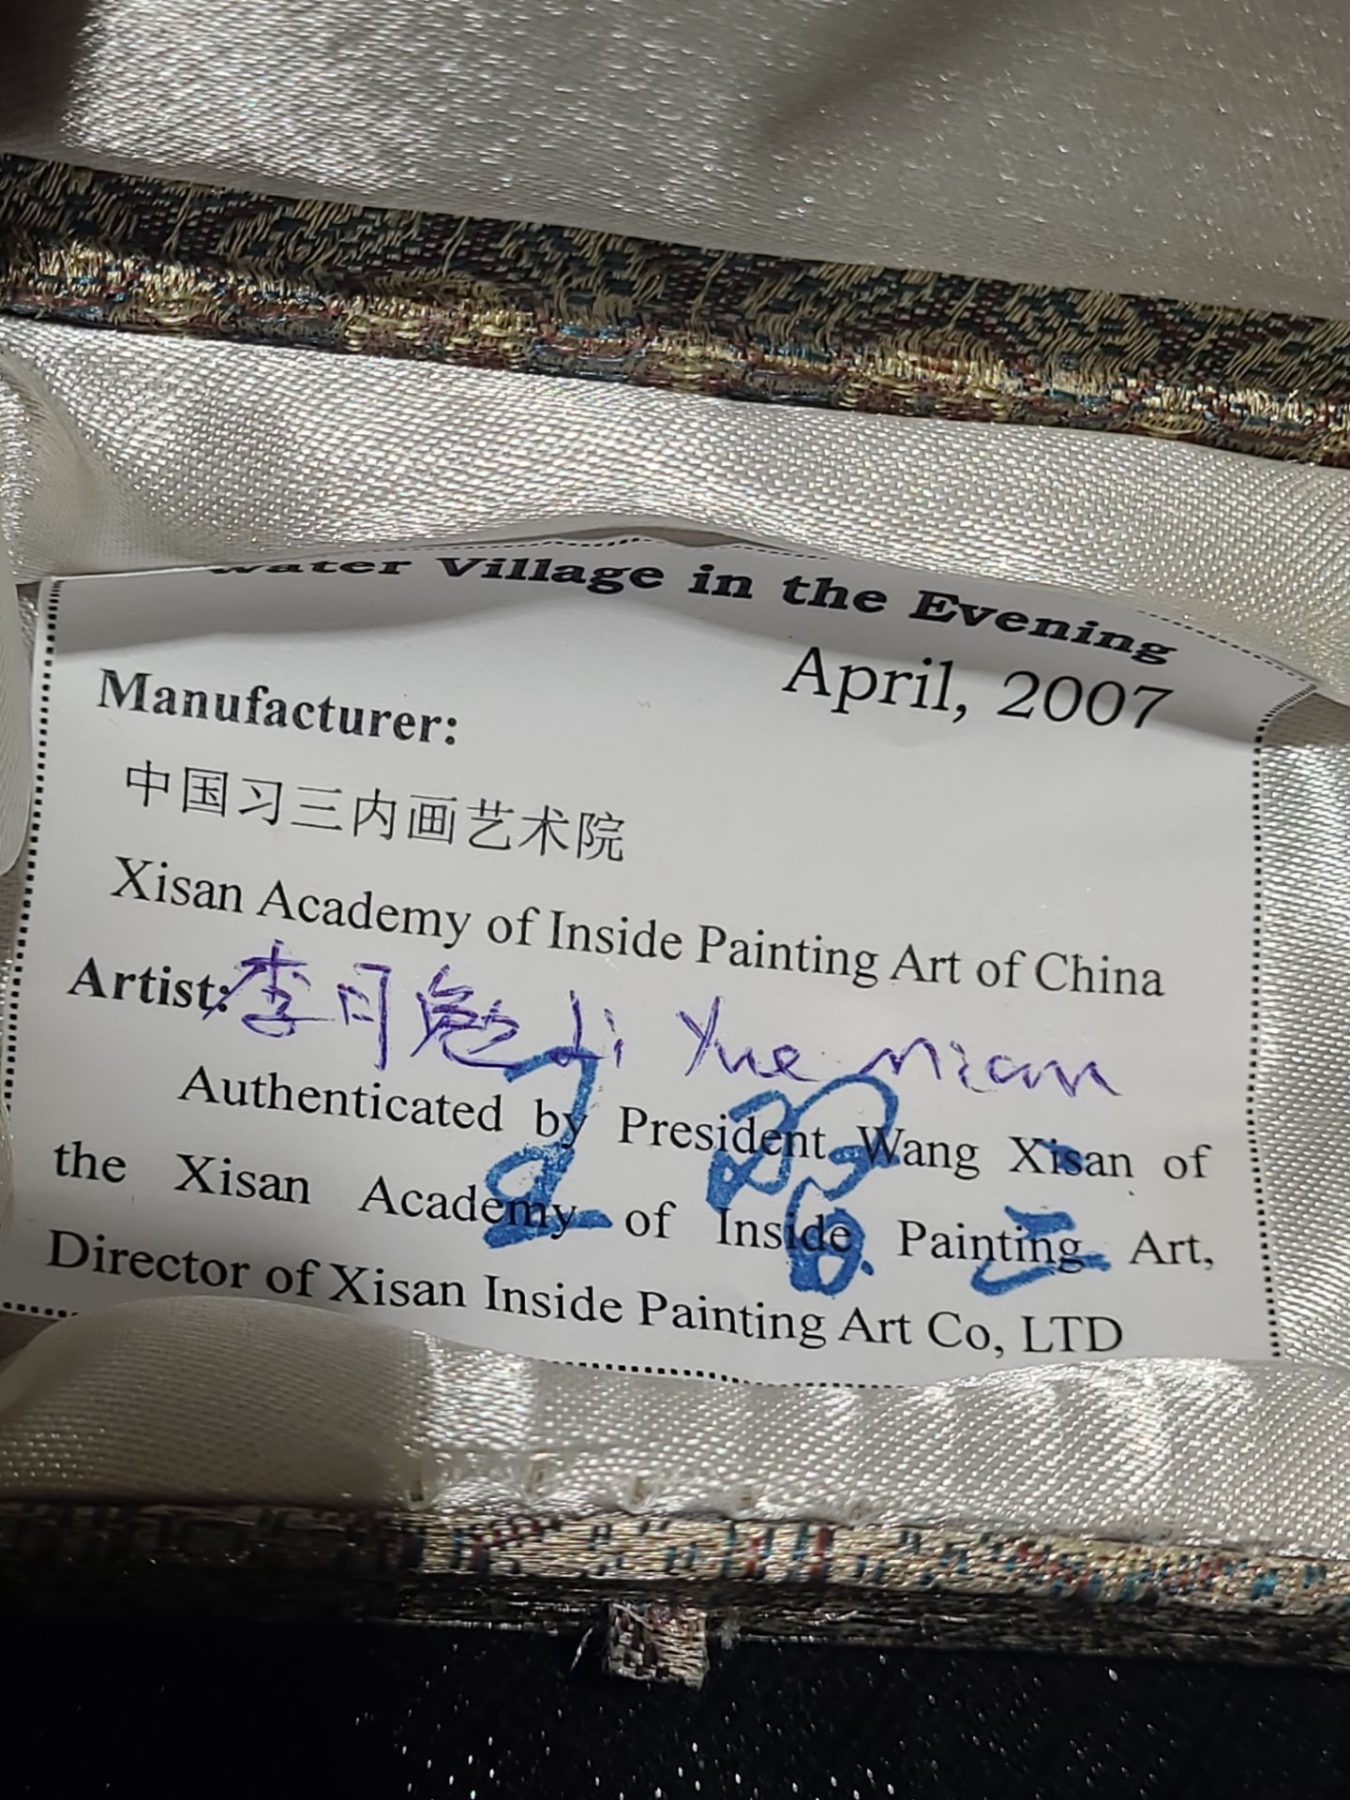 Water Village in the Evening
April, 2007
Manufacturer:
中国习三内画艺术院
Xisan Academy of Inside Painting Art of China
Artist: 李月勉 Li Yue mian
Authenticated by President Wang Xisan of
the Xisan Academy of Inside Painting Art,
Director of Xisan Inside Painting Art Co, LTD